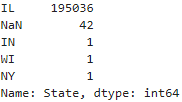 IL     195036
NaN        42
IN          1
WI          1
NY          1
Name: State, dtype: int64